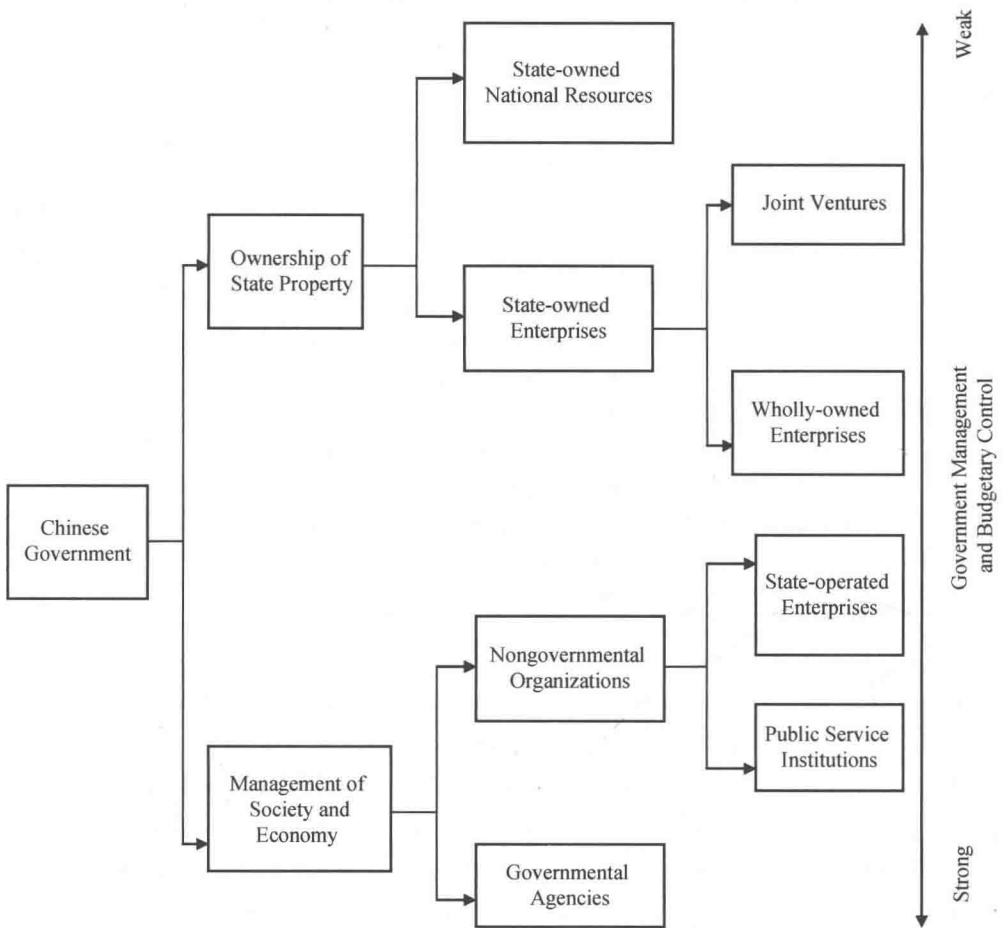 State-owned
National Resources
Joint Ventures
Ownership of
State Property
State-owned
Enterprises
Wholly-owned
Enterprises
Chinese
Government
State-operated
Enterprises
Nongovernmental
Organizations
Public Service
Institutions
Management of
Society and
Economy
Governmental
Agencies
Weak
Government Management
and Budgetary Control
Strong